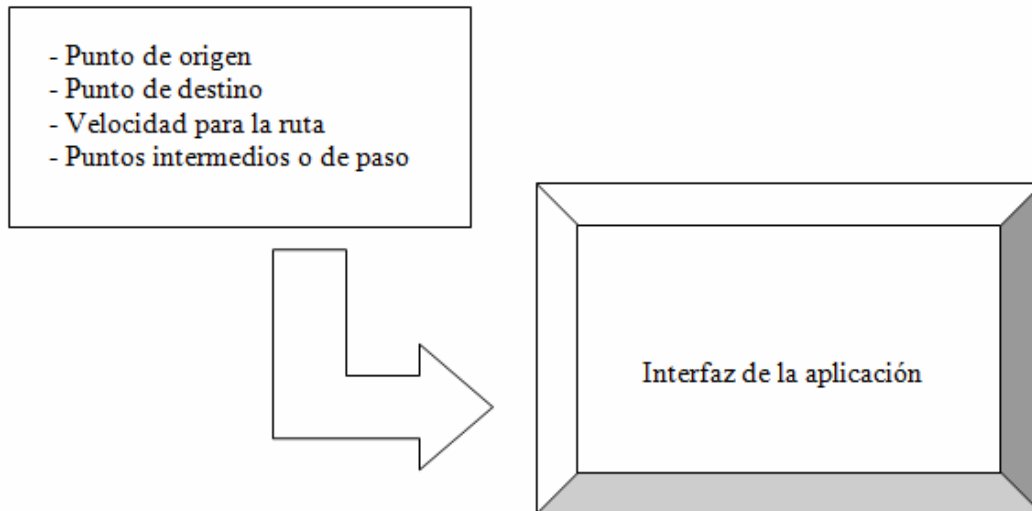 - Punto de origen
- Punto de destino
- Velocidad para la ruta
- Puntos intermedios o de paso
Interfaz de la aplicación